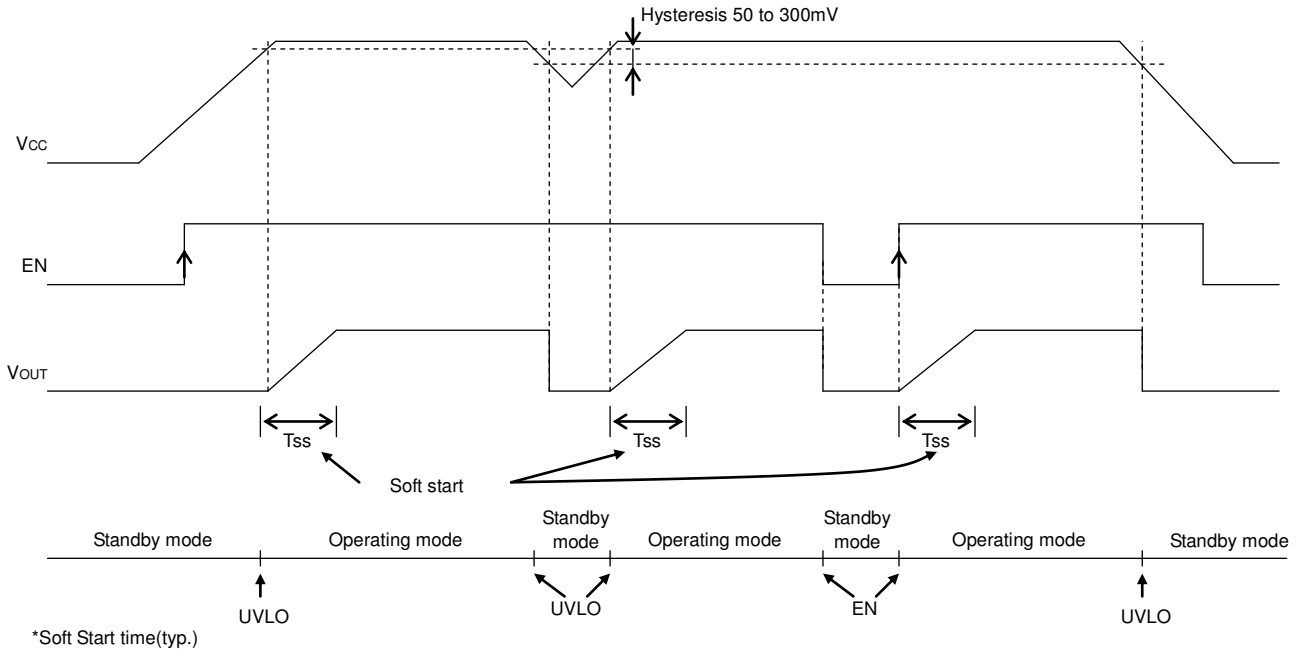 Hysteresis 50 to 300mV
VCC
EN
VOUT
Tss
Tss
Tss
Soft start
Standby mode
Operating mode
Standby
mode
Operating mode
Standby
mode
Operating mode
Standby mode
UVLO
UVLO
EN
UVLO
*Soft Start time(typ.)